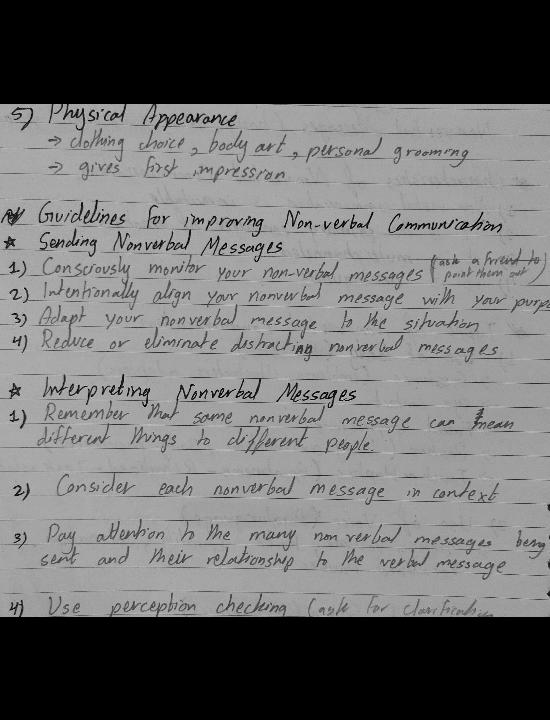 5) Physical Appearance
→ clothing choice, body art, personal grooming
→ gives first impression
Guidelines for improving Non-verbal Communication
☆ Sending Nonverbal Messages
1) Consciously monitor your non-verbal messages (ask a friend to
point them out)
2) Intentionally align your nonverbal message with your purpo
3) Adapt your nonverbal message to the situation
4) Reduce or eliminate distracting nonverbal messages
☆ Interpreting Nonverbal Messages
1) Remember that same nonverbal message can mean
different things to different people.
2) Consider each nonverbal message in context
3) Pay attention to the many non verbal messages being
sent and their relationship to the verbal message
4) Use perception checking (ask for clarification